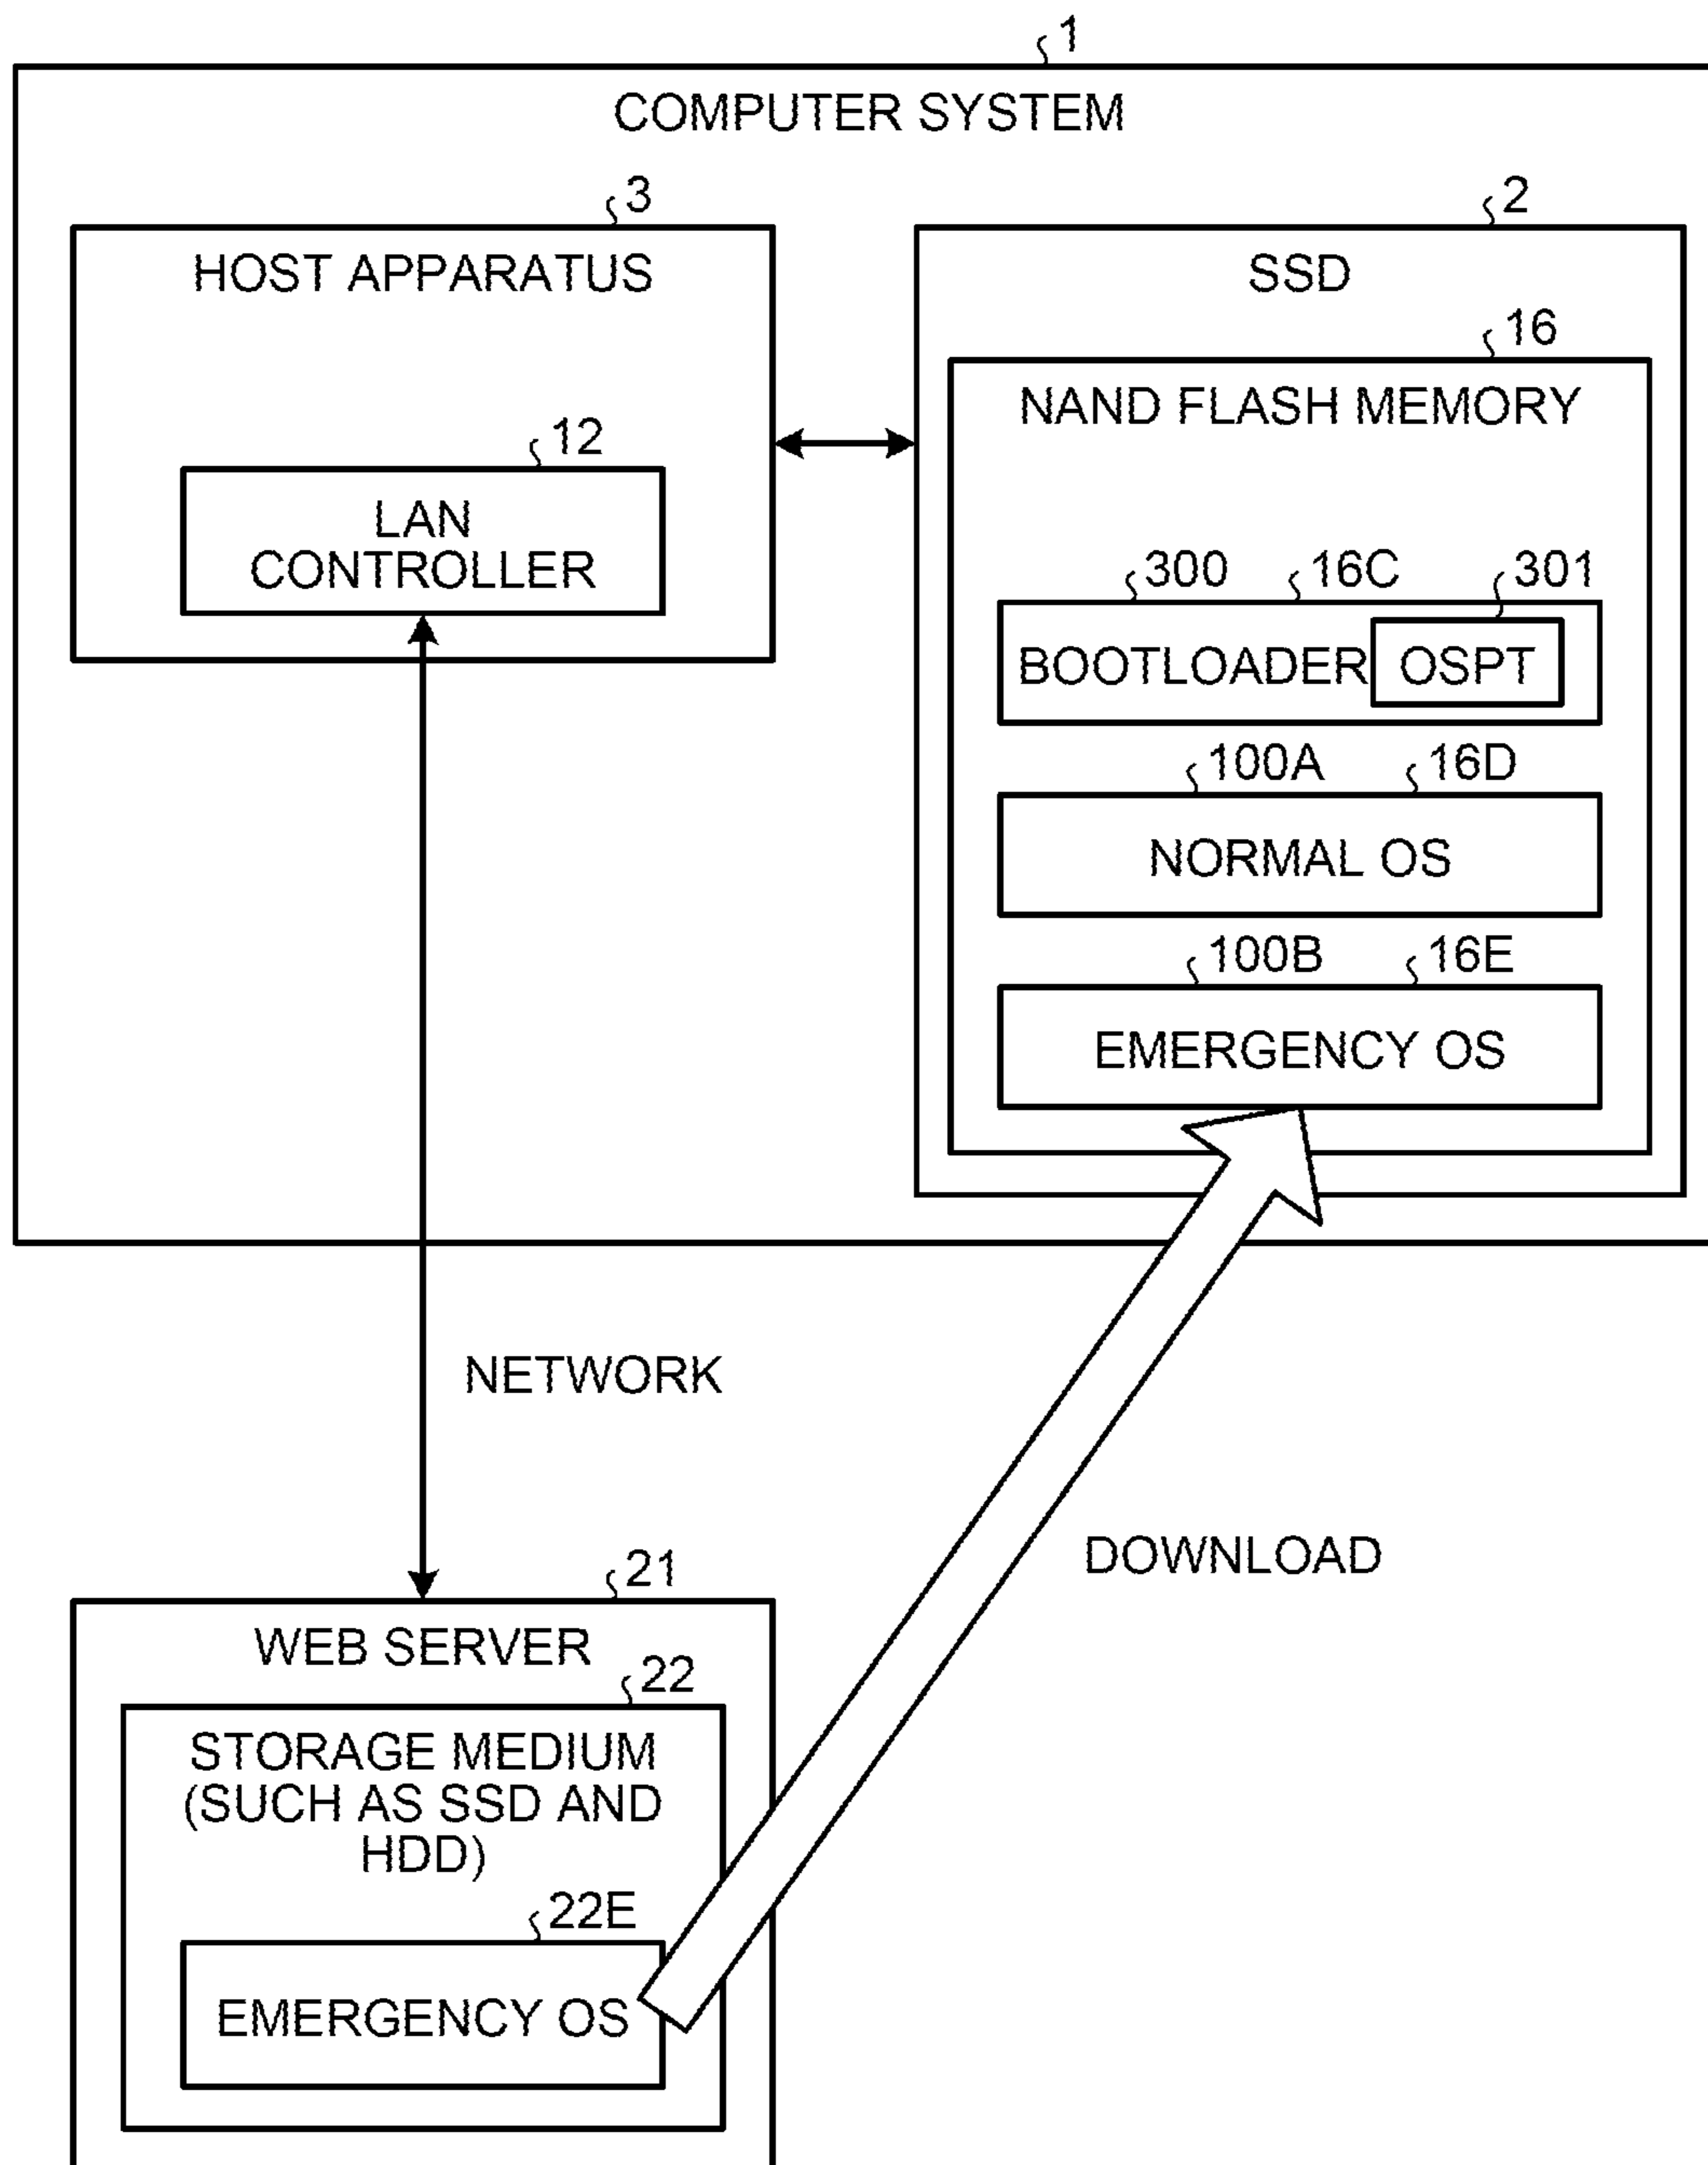 1
COMPUTER SYSTEM
3
HOST APPARATUS
12
LAN
CONTROLLER
2
SSD
16
NAND FLASH MEMORY
300 16C 301
BOOTLOADER OSPT
100A 16D
NORMAL OS
100B 16E
EMERGENCY OS
NETWORK
DOWNLOAD
21
WEB SERVER
22
STORAGE MEDIUM
(SUCH AS SSD AND
HDD)
22E
EMERGENCY OS